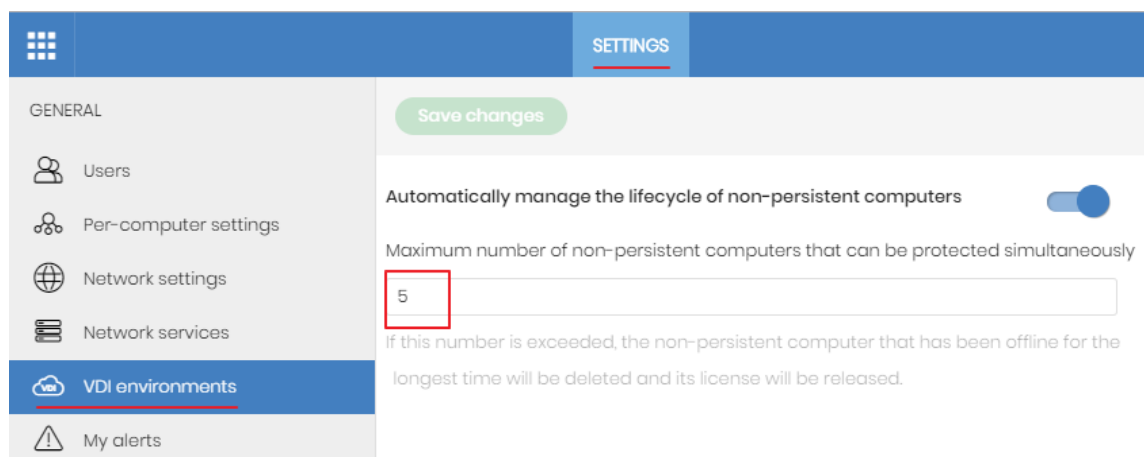 SETTINGS
GENERAL
Users
Per-computer settings
Network settings
Network services
VDI
VDI environments
My alerts
Save changes
Automatically manage the lifecycle of non-persistent computers
Maximum number of non-persistent computers that can be protected simultaneously
5
If this number is exceeded, the non-persistent computer that has been offline for the
longest time will be deleted and its license will be released.